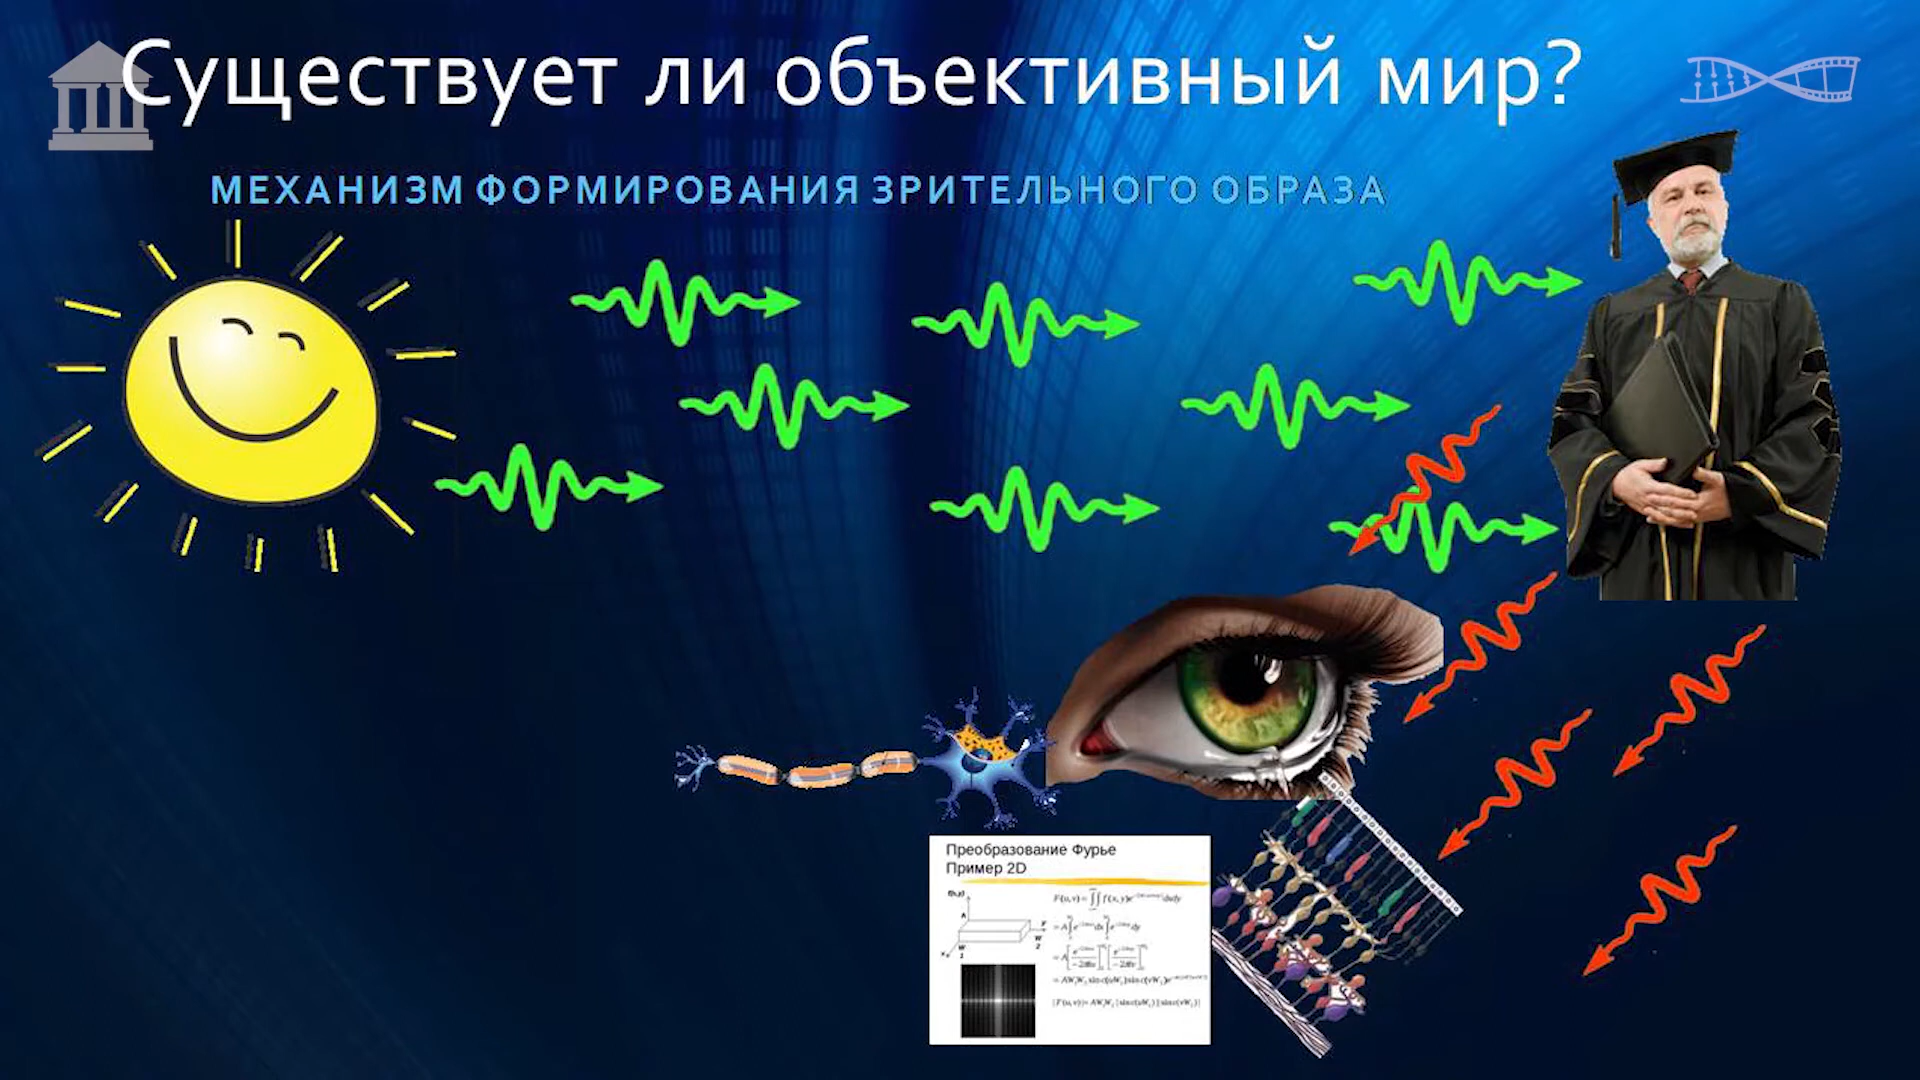 Существует ли объективный мир?
МЕХАНИЗМ ФОРМИРОВАНИЯ ЗРИТЕЛЬНОГО ОБРАЗА
Преобразование Фурье
Пример 2D